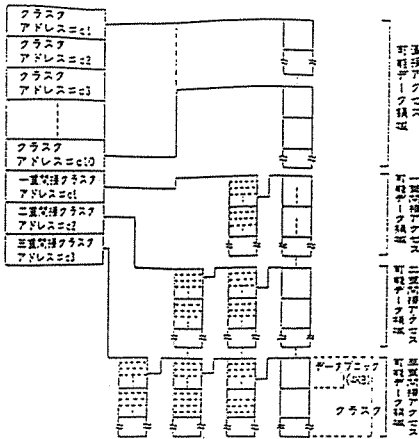 クラスタ
アドレス=c1
クラスタ
アドレス=c2
クラスタ
アドレス=c3
クラスタ
アドレス=c10
一重間接クラスタ
アドレス=c1
二重間接クラスタ
アドレス=c2
三重間接クラスタ
アドレス=c3
直接アクセス
可能データ領域
一重間接アクセス
可能データ領域
二重間接アクセス
可能データ領域
三重間接アクセス
可能データ領域
データブロック
クラスタ